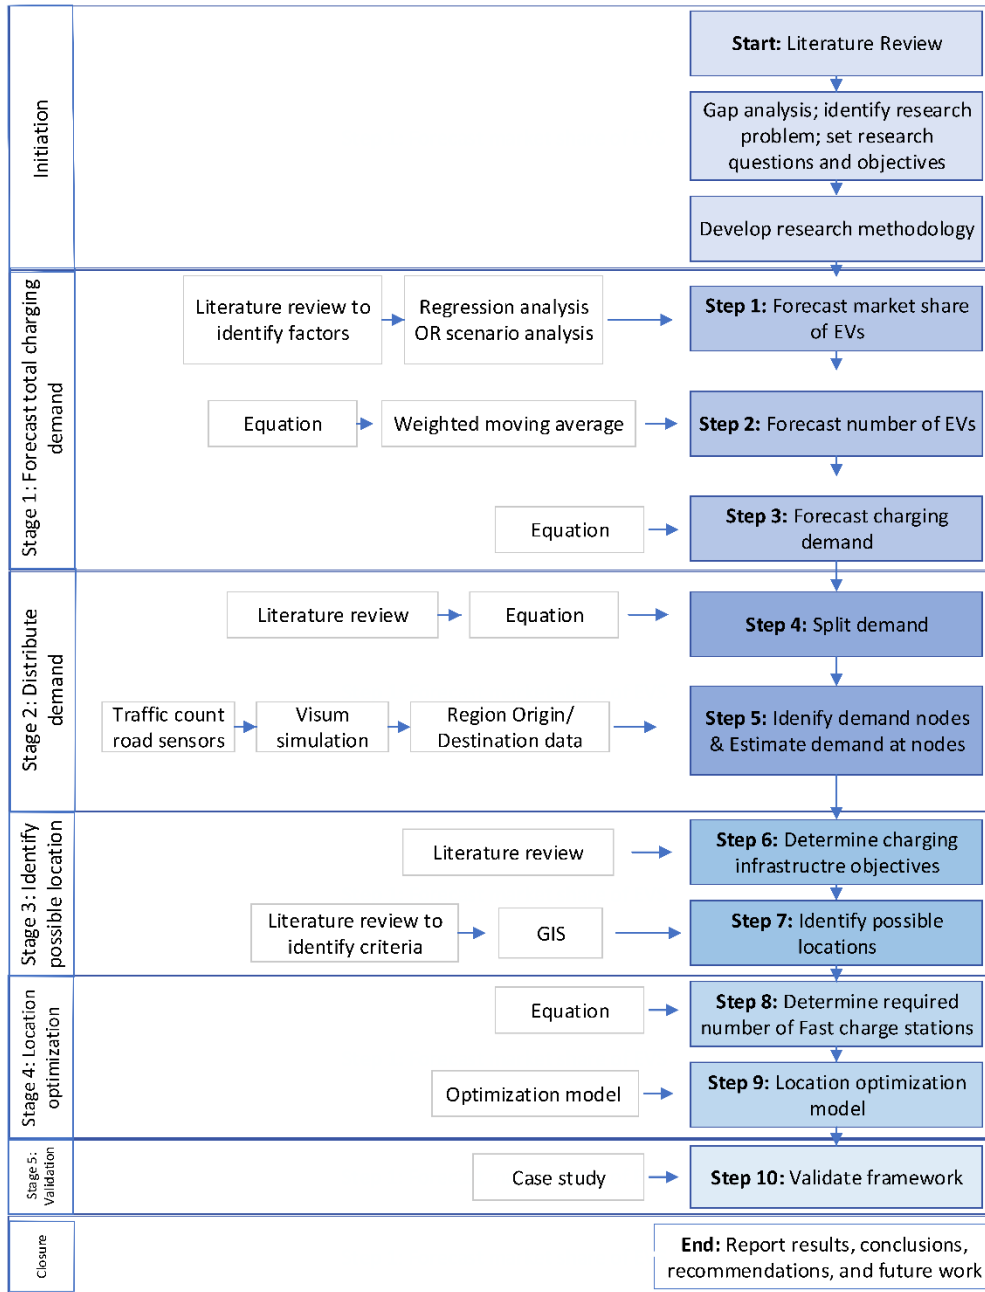 Initiation
Start: Literature Review
Gap analysis; identify research
problem; set research
questions and objectives
Develop research methodology
Stage 1: Forecast total charging
demand
Literature review to
identify factors
Regression analysis
OR scenario analysis
Step 1: Forecast market share
of EVs
Equation
Weighted moving average
Step 2: Forecast number of EVs
Equation
Step 3: Forecast charging
demand
Stage 2: Distribute
demand
Literature review
Equation
Step 4: Split demand
Traffic count
road sensors
Visum
simulation
Region Origin/
Destination data
Step 5: Idenify demand nodes
& Estimate demand at nodes
Stage 3: Identify
possible location
Literature review
Step 6: Determine charging
infrastructre objectives
Literature review to
identify criteria
GIS
Step 7: Identify possible
locations
Stage 4: Location
optimization
Equation
Step 8: Determine required
number of Fast charge stations
Optimization model
Step 9: Location optimization
model
Stage 5:
Validation
Case study
Step 10: Validate framework
Closure
End: Report results, conclusions,
recommendations, and future work